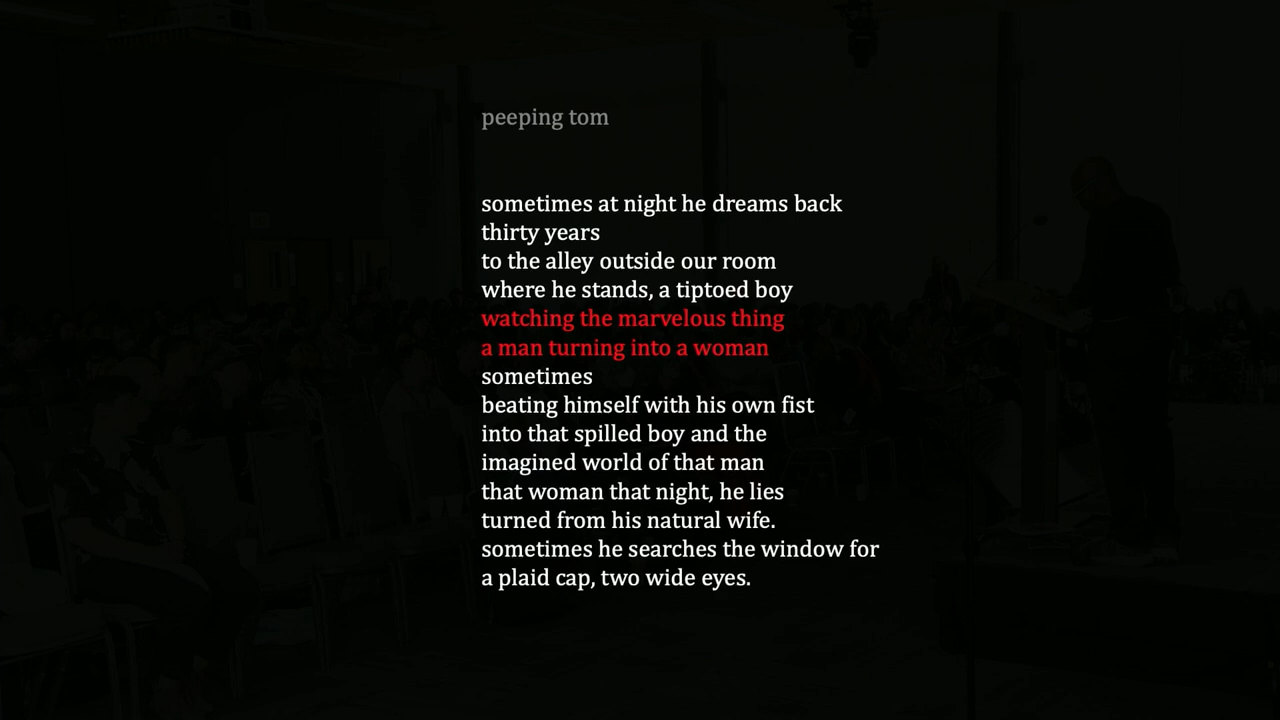 peeping tom
sometimes at night he dreams back
thirty years
to the alley outside our room
where he stands, a tiptoed boy
watching the marvelous thing
a man turning into a woman
sometimes
beating himself with his own fist
into that spilled boy and the
imagined world of that man
that woman that night, he lies
turned from his natural wife.
sometimes he searches the window for
a plaid cap, two wide eyes.